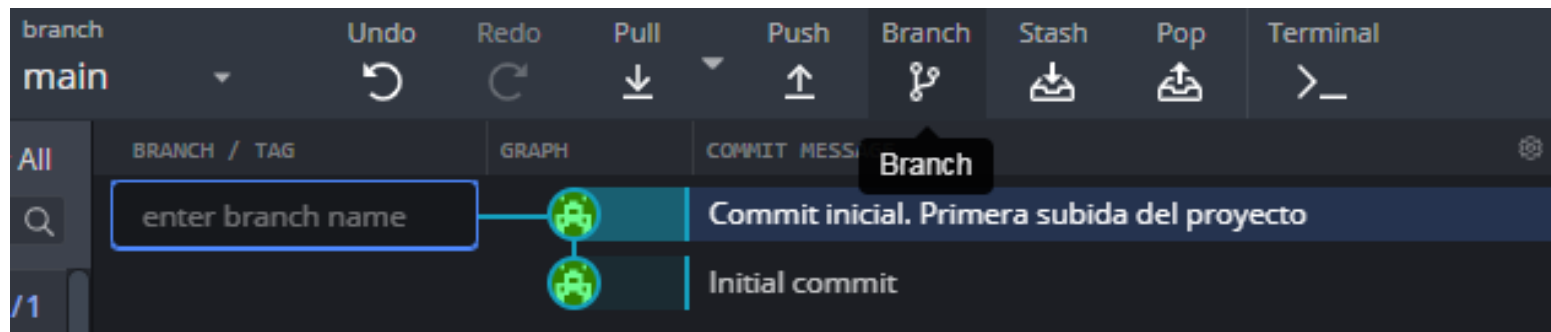 branch Undo Redo Pull Push Branch Stash Pop Terminal
main
All BRANCH / TAG GRAPH COMMIT
Branch
enter branch name Commit inicial. Primera subida del proyecto
Initial commit
/1